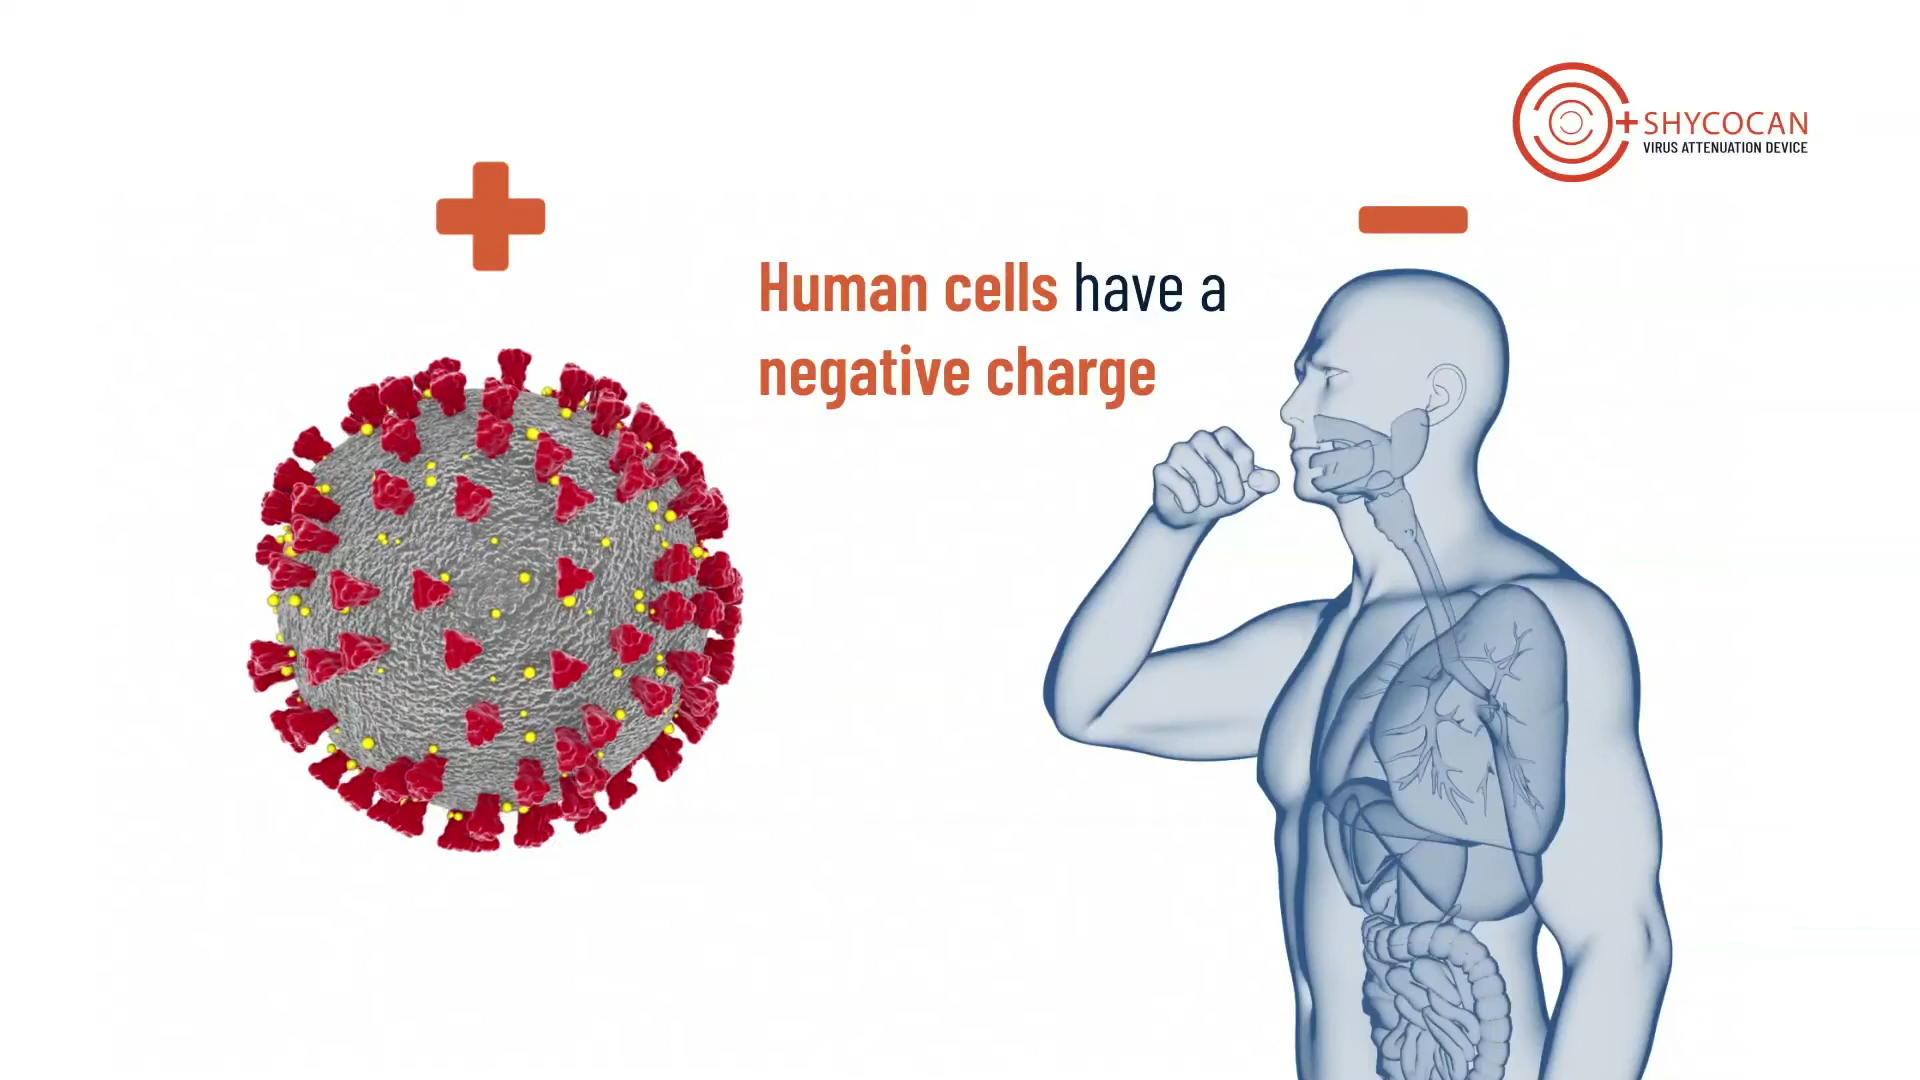 SHYCOCAN
VIRUS ATTENUATION DEVICE
Human cells have a
negative charge